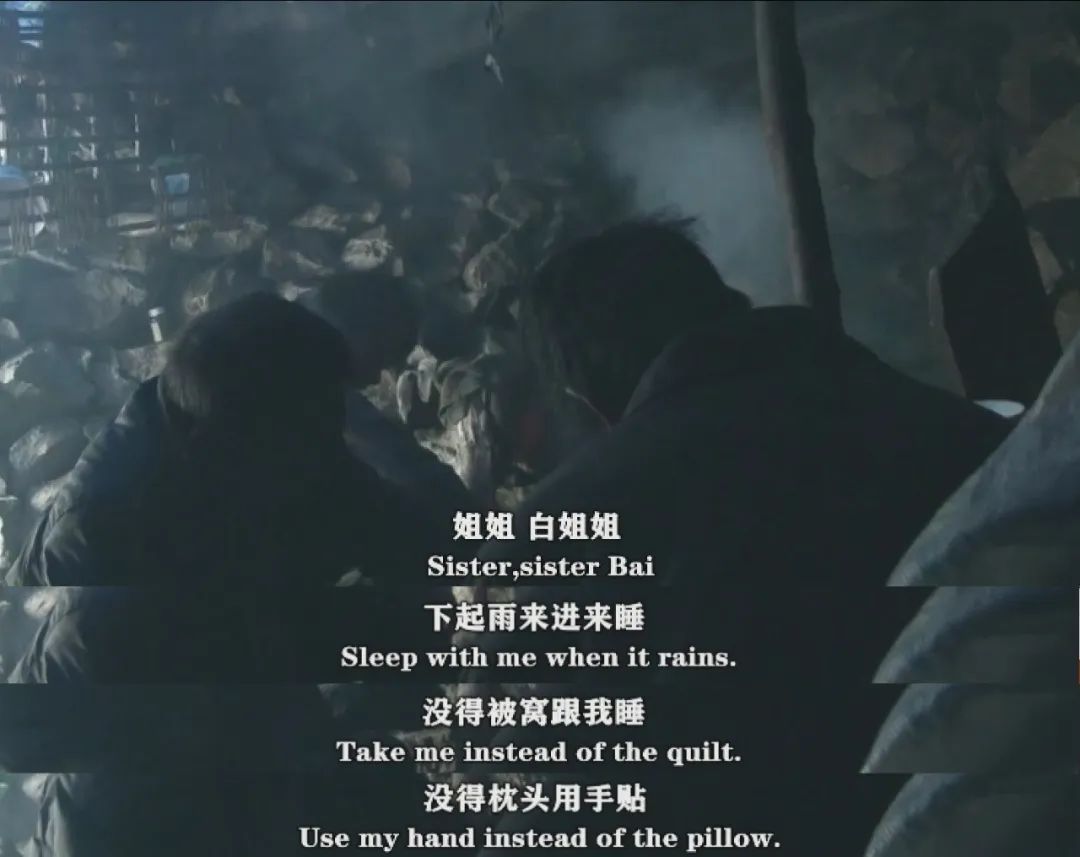 姐姐 白姐姐
Sister,sister Bai
下起雨来进来睡
Sleep with me when it rains.
没得被窝跟我睡
Take me instead of the quilt.
没得枕头用手贴
Use my hand instead of the pillow.